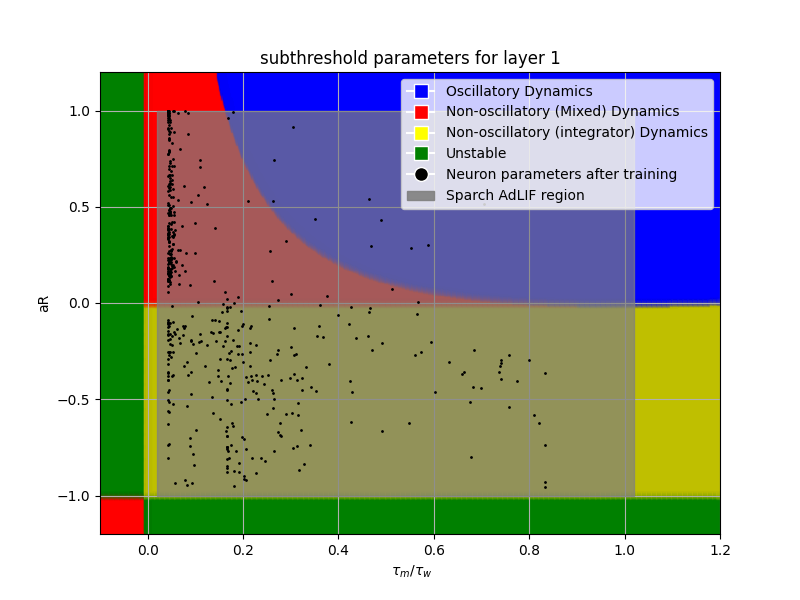 subthreshold parameters for layer 1
Oscillatory Dynamics
Non-oscillatory (Mixed) Dynamics
Non-oscillatory (integrator) Dynamics
Unstable
Neuron parameters after training
Sparch AdLIF region
1.0
0.5
0.0
−0.5
−1.0
aR
0.0 0.2 0.4 0.6 0.8 1.0 1.2
τm/τw